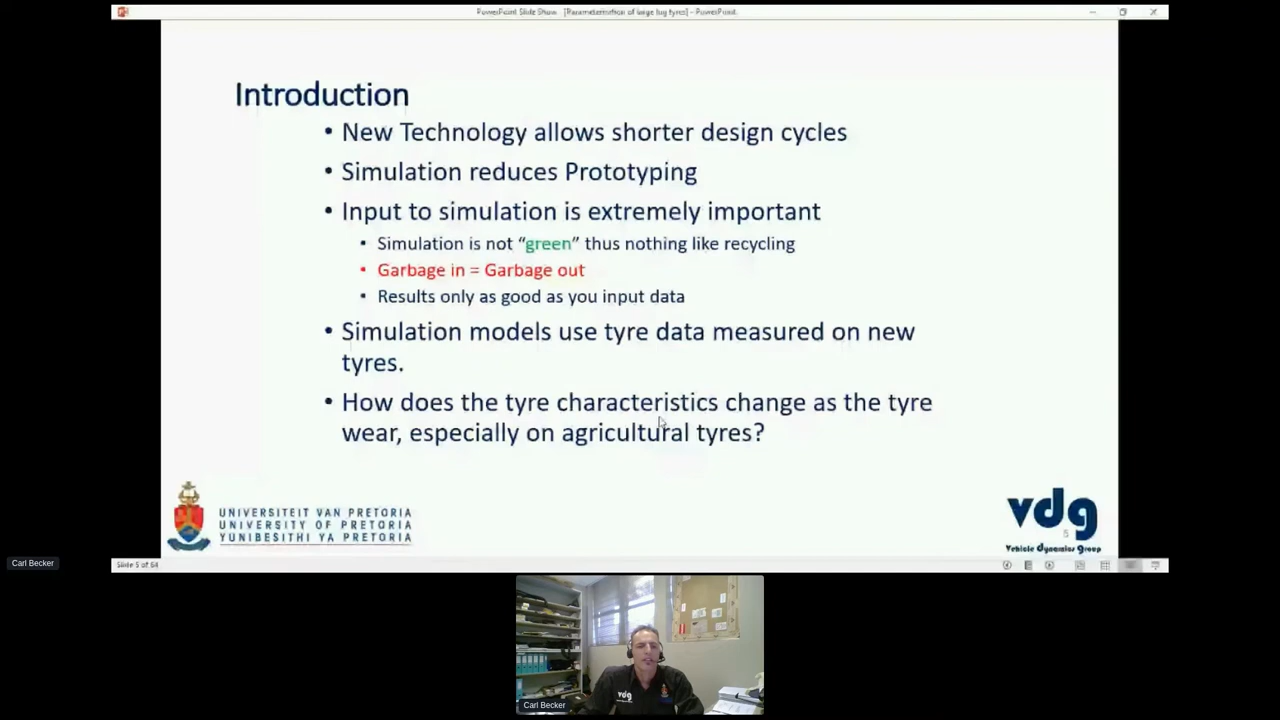 PowerPoint Slide Show - [Parameterisation of large lug tyres] - PowerPoint
Introduction
• New Technology allows shorter design cycles
• Simulation reduces Prototyping
• Input to simulation is extremely important
• Simulation is not “green” thus nothing like recycling
• Garbage in = Garbage out
• Results only as good as you input data
• Simulation models use tyre data measured on new
tyres.
• How does the tyre characteristics change as the tyre
wear, especially on agricultural tyres?
UNIVERSITEIT VAN PRETORIA
UNIVERSITY OF PRETORIA
YUNIBESITHI YA PRETORIA
vdg
5
Vehicle Dynamics Group
Carl Becker
Slide 5 of 64
vdg
Carl Becker